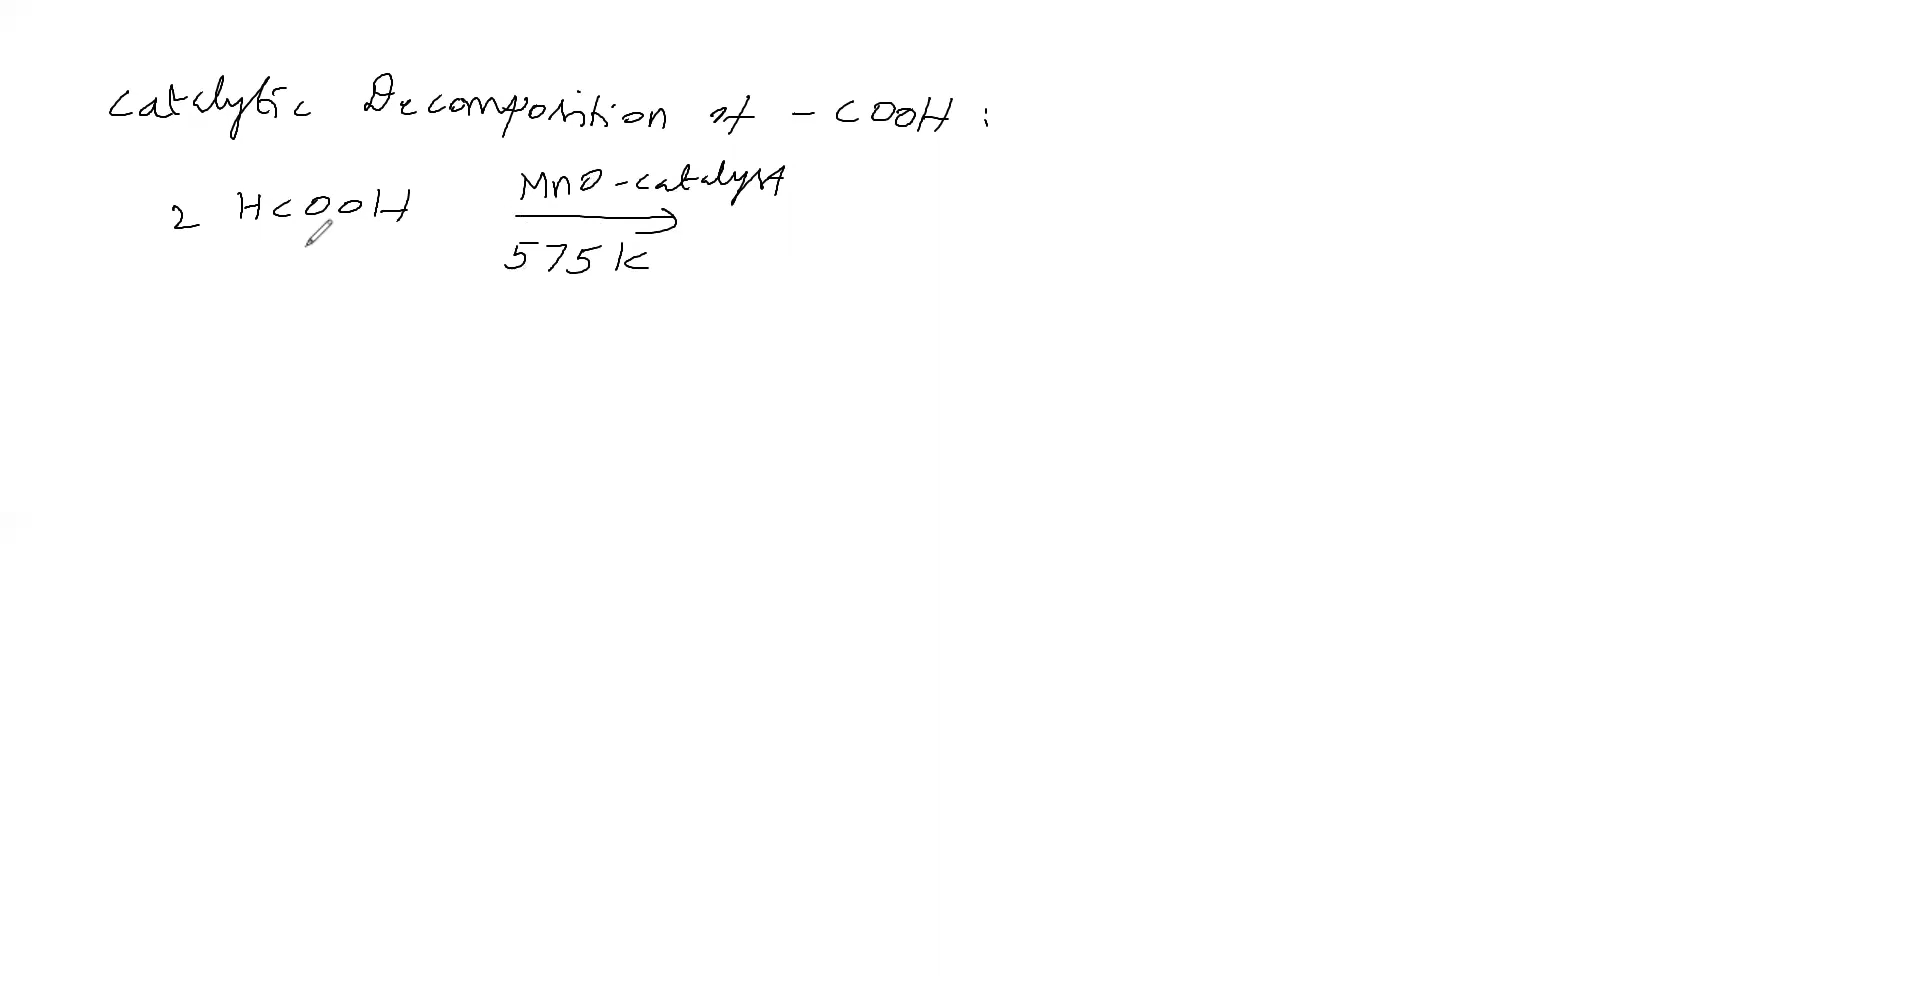 Catalytic Decomposition of - COOH :
2 HCOOH
MnO - catalyst
575 K